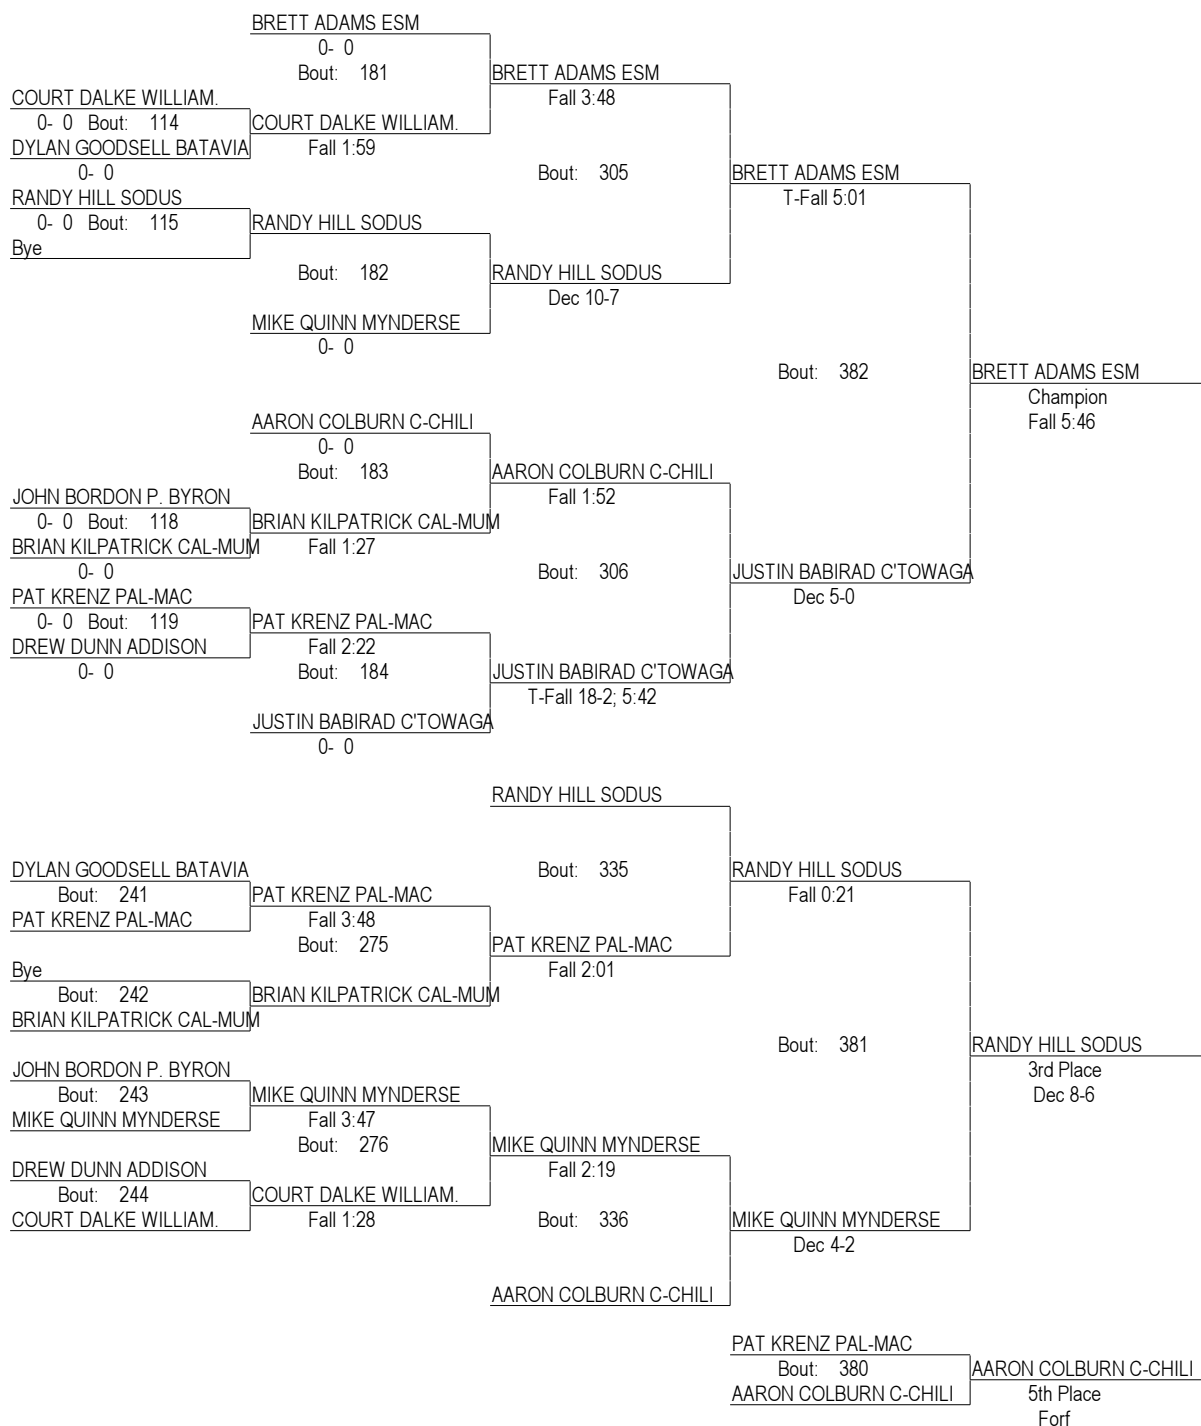 BRETT ADAMS ESM
0- 0
Bout: 181
BRETT ADAMS ESM
COURT DALKE WILLIAM.
Fall 3:48
0- 0 Bout: 114
COURT DALKE WILLIAM.
DYLAN GOODSELL BATAVIA
Fall 1:59
0- 0
Bout: 305
BRETT ADAMS ESM
RANDY HILL SODUS
T-Fall 5:01
0- 0 Bout: 115
RANDY HILL SODUS
Bye
Bout: 182
RANDY HILL SODUS
Dec 10-7
MIKE QUINN MYNDERSE
0- 0
Bout: 382
BRETT ADAMS ESM
Champion
AARON COLBURN C-CHILI
Fall 5:46
0- 0
Bout: 183
AARON COLBURN C-CHILI
JOHN BORDON P. BYRON
Fall 1:52
0- 0 Bout: 118
BRIAN KILPATRICK CAL-MUM
BRIAN KILPATRICK CAL-MUM
Fall 1:27
0- 0
Bout: 306
JUSTIN BABIRAD C'TOWAGA
PAT KRENZ PAL-MAC
Dec 5-0
0- 0 Bout: 119
PAT KRENZ PAL-MAC
DREW DUNN ADDISON
Fall 2:22
0- 0
Bout: 184
JUSTIN BABIRAD C'TOWAGA
T-Fall 18-2; 5:42
JUSTIN BABIRAD C'TOWAGA
0- 0
RANDY HILL SODUS
DYLAN GOODSELL BATAVIA
Bout: 335
RANDY HILL SODUS
Bout: 241
PAT KRENZ PAL-MAC
Fall 0:21
PAT KRENZ PAL-MAC
Fall 3:48
Bout: 275
PAT KRENZ PAL-MAC
Bye
Fall 2:01
Bout: 242
BRIAN KILPATRICK CAL-MUM
BRIAN KILPATRICK CAL-MUM
Bout: 381
RANDY HILL SODUS
JOHN BORDON P. BYRON
3rd Place
Bout: 243
MIKE QUINN MYNDERSE
Dec 8-6
MIKE QUINN MYNDERSE
Fall 3:47
Bout: 276
MIKE QUINN MYNDERSE
DREW DUNN ADDISON
Fall 2:19
Bout: 244
COURT DALKE WILLIAM.
COURT DALKE WILLIAM.
Fall 1:28
Bout: 336
MIKE QUINN MYNDERSE
Dec 4-2
AARON COLBURN C-CHILI
PAT KRENZ PAL-MAC
Bout: 380
AARON COLBURN C-CHILI
AARON COLBURN C-CHILI
5th Place
Forf